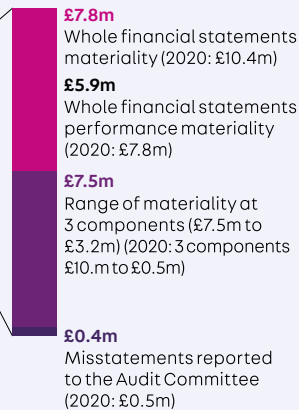 £7.8m
Whole financial statements
materiality (2020: £10.4m)
£5.9m
Whole financial statements
performance materiality
(2020: £7.8m)
£7.5m
Range of materiality at
3 components (£7.5m to
£3.2m) (2020: 3 components
£10.m to £0.5m)
£0.4m
Misstatements reported
to the Audit Committee
(2020: £0.5m)